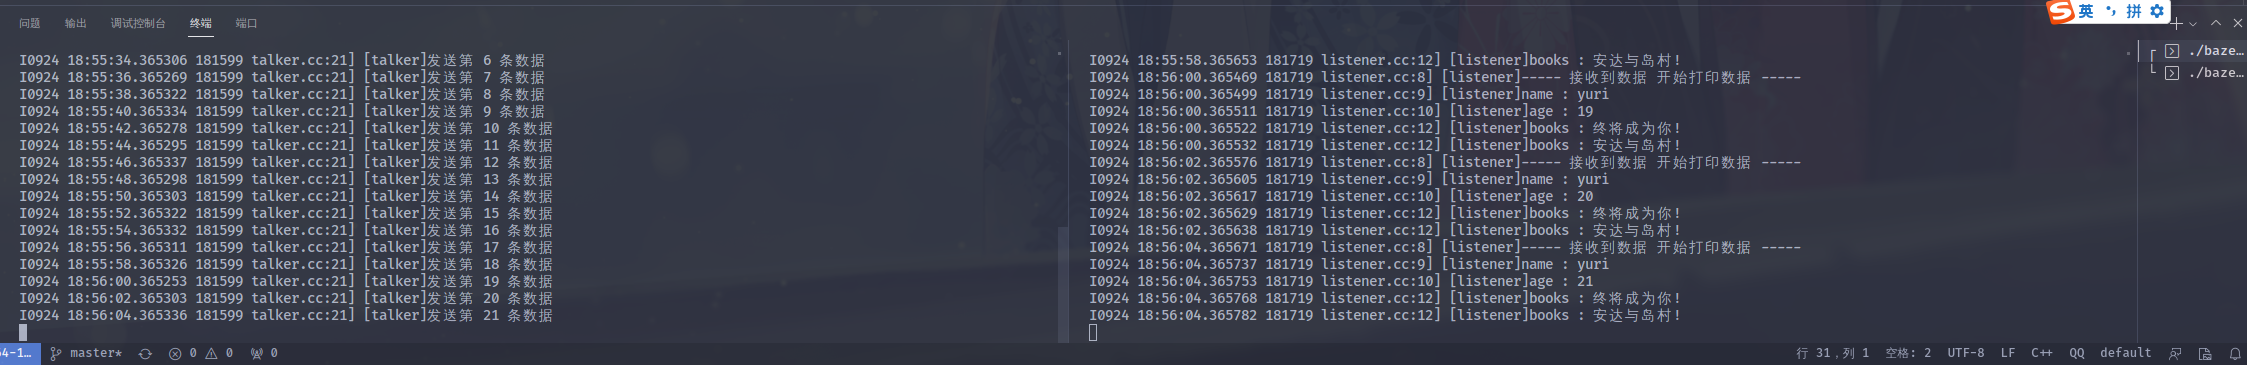 问题 输出 调试控制台 终端 端口
英 拼
I0924 18:55:34.365306 181599 talker.cc:21] [talker]发送第 6 条数据
I0924 18:55:36.365269 181599 talker.cc:21] [talker]发送第 7 条数据
I0924 18:55:38.365322 181599 talker.cc:21] [talker]发送第 8 条数据
I0924 18:55:40.365334 181599 talker.cc:21] [talker]发送第 9 条数据
I0924 18:55:42.365278 181599 talker.cc:21] [talker]发送第 10 条数据
I0924 18:55:44.365295 181599 talker.cc:21] [talker]发送第 11 条数据
I0924 18:55:46.365337 181599 talker.cc:21] [talker]发送第 12 条数据
I0924 18:55:48.365298 181599 talker.cc:21] [talker]发送第 13 条数据
I0924 18:55:50.365303 181599 talker.cc:21] [talker]发送第 14 条数据
I0924 18:55:52.365322 181599 talker.cc:21] [talker]发送第 15 条数据
I0924 18:55:54.365332 181599 talker.cc:21] [talker]发送第 16 条数据
I0924 18:55:56.365311 181599 talker.cc:21] [talker]发送第 17 条数据
I0924 18:55:58.365326 181599 talker.cc:21] [talker]发送第 18 条数据
I0924 18:56:00.365253 181599 talker.cc:21] [talker]发送第 19 条数据
I0924 18:56:02.365303 181599 talker.cc:21] [talker]发送第 20 条数据
I0924 18:56:04.365336 181599 talker.cc:21] [talker]发送第 21 条数据
I0924 18:55:58.365653 181719 listener.cc:12] [listener]books : 安达与岛村!
I0924 18:56:00.365469 181719 listener.cc:8] [listener]----- 接收到数据 开始打印数据 -----
I0924 18:56:00.365499 181719 listener.cc:9] [listener]name : yuri
I0924 18:56:00.365511 181719 listener.cc:10] [listener]age : 19
I0924 18:56:00.365522 181719 listener.cc:12] [listener]books : 终将成为你!
I0924 18:56:00.365532 181719 listener.cc:12] [listener]books : 安达与岛村!
I0924 18:56:02.365576 181719 listener.cc:8] [listener]----- 接收到数据 开始打印数据 -----
I0924 18:56:02.365605 181719 listener.cc:9] [listener]name : yuri
I0924 18:56:02.365617 181719 listener.cc:10] [listener]age : 20
I0924 18:56:02.365629 181719 listener.cc:12] [listener]books : 终将成为你!
I0924 18:56:02.365638 181719 listener.cc:12] [listener]books : 安达与岛村!
I0924 18:56:04.365671 181719 listener.cc:8] [listener]----- 接收到数据 开始打印数据 -----
I0924 18:56:04.365737 181719 listener.cc:9] [listener]name : yuri
I0924 18:56:04.365753 181719 listener.cc:10] [listener]age : 21
I0924 18:56:04.365768 181719 listener.cc:12] [listener]books : 终将成为你!
I0924 18:56:04.365782 181719 listener.cc:12] [listener]books : 安达与岛村!
./baze…
./baze…
64-1… master* 0 0 0 行 31, 列 1 空格: 2 UTF-8 LF C++ QQ default